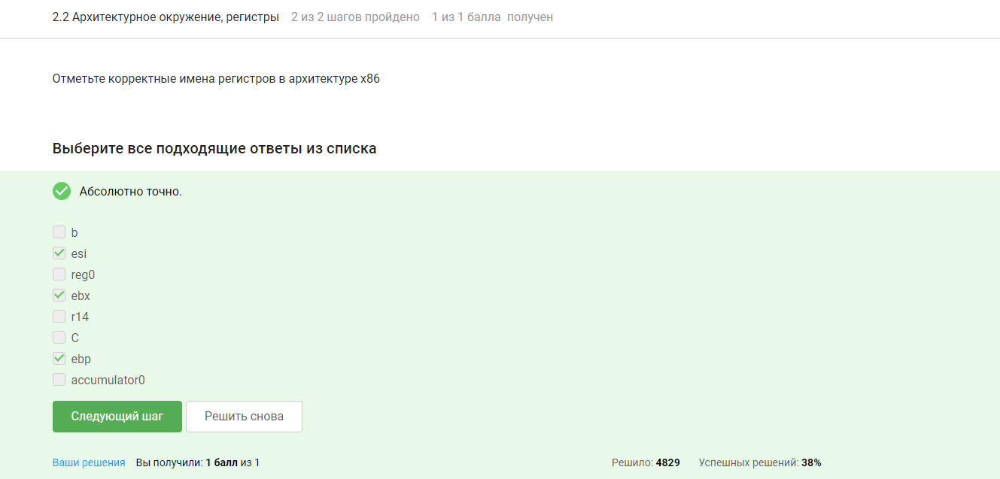 2.2 Архитектурное окружение, регистры 2 из 2 шагов пройдено 1 из 1 балла получен
Отметьте корректные имена регистров в архитектуре x86
Выберите все подходящие ответы из списка
Абсолютно точно.
b
esi
reg0
ebx
r14
C
ebp
accumulator0
Следующий шаг Решить снова
Ваши решения Вы получили: 1 балл из 1 Решило: 4829 Успешных решений: 38%